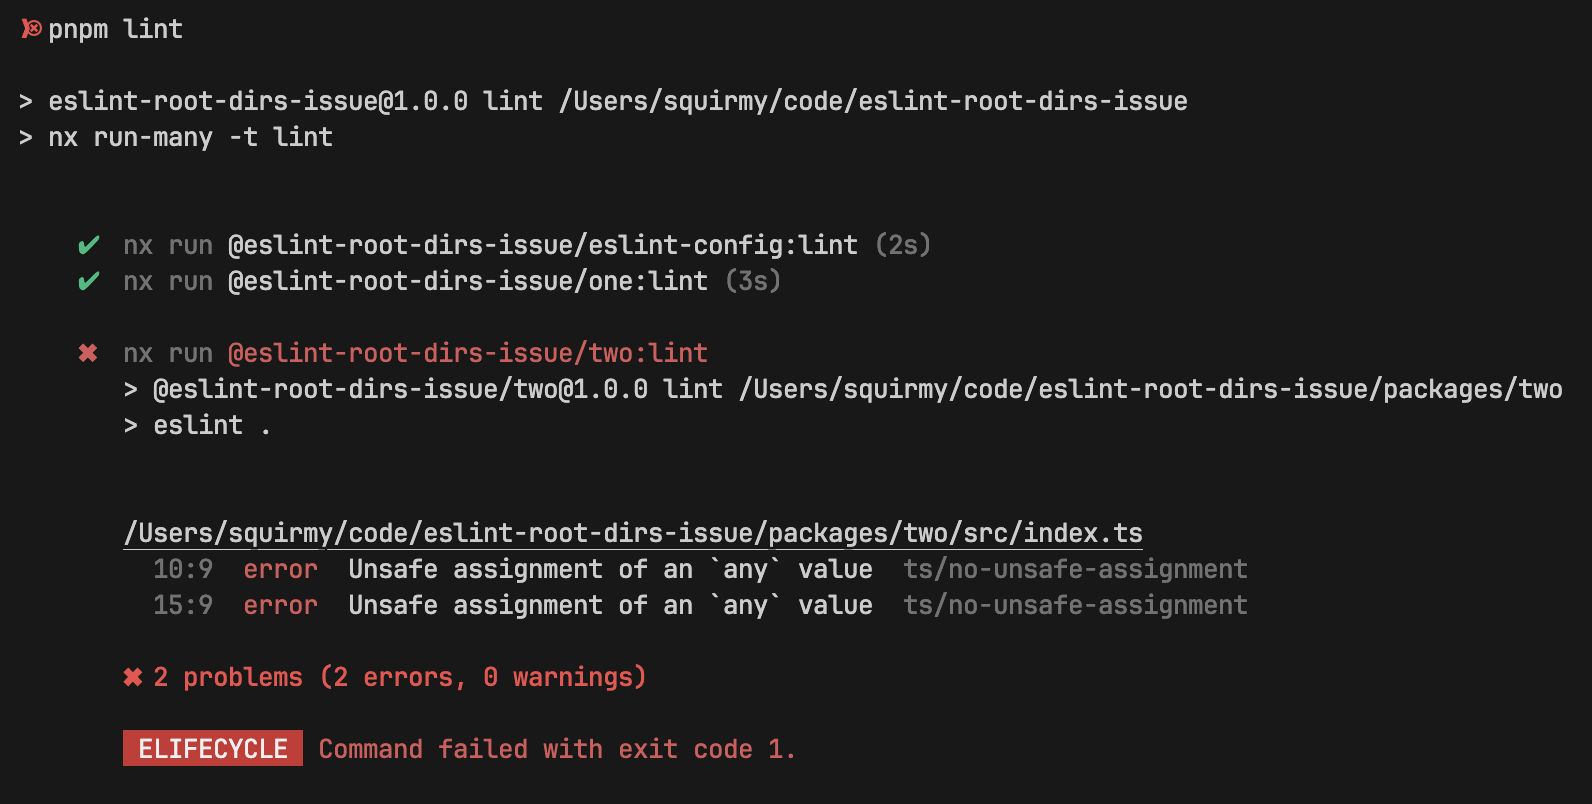 pnpm lint
> eslint-root-dirs-issue@1.0.0 lint /Users/squirmy/code/eslint-root-dirs-issue
> nx run-many -t lint
✔ nx run @eslint-root-dirs-issue/eslint-config:lint (2s)
✔ nx run @eslint-root-dirs-issue/one:lint (3s)
✖ nx run @eslint-root-dirs-issue/two:lint
> @eslint-root-dirs-issue/two@1.0.0 lint /Users/squirmy/code/eslint-root-dirs-issue/packages/two
> eslint .
/Users/squirmy/code/eslint-root-dirs-issue/packages/two/src/index.ts
10:9 error Unsafe assignment of an `any` value ts/no-unsafe-assignment
15:9 error Unsafe assignment of an `any` value ts/no-unsafe-assignment
✖ 2 problems (2 errors, 0 warnings)
ELIFECYCLE Command failed with exit code 1.